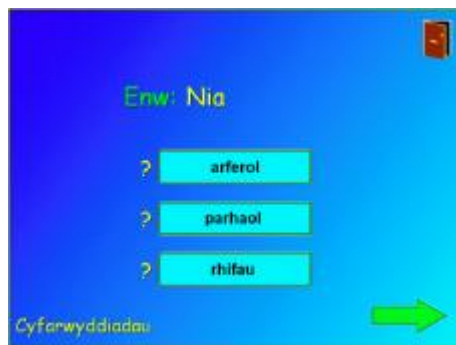 Enw: Nia
? arferol
? parhaol
? rhifau
Cyfarwyddiadau